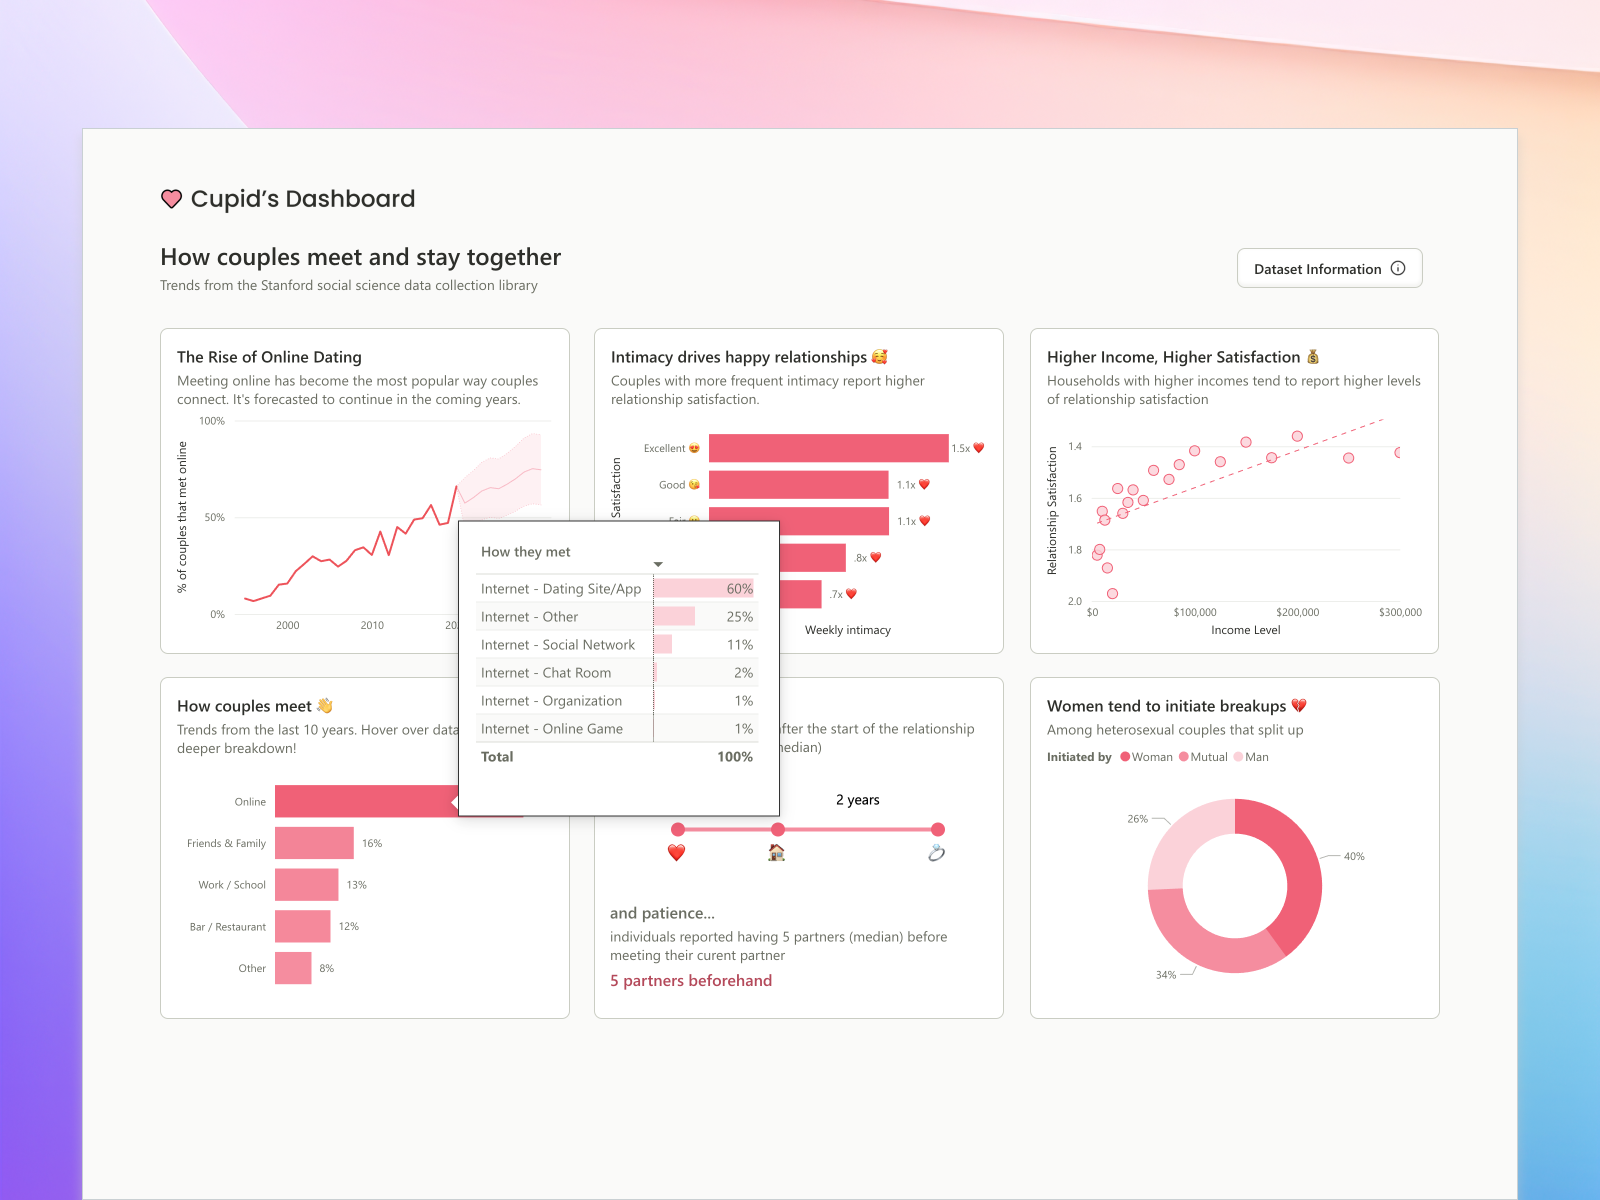 Cupid's Dashboard
How couples meet and stay together
Trends from the Stanford social science data collection library
Dataset Information
The Rise of Online Dating
Meeting online has become the most popular way couples
connect. It's forecasted to continue in the coming years.
% of couples that met online
100%
50%
0%
2000
2010
Intimacy drives happy relationships
Couples with more frequent intimacy report higher
relationship satisfaction.
Satisfaction
Excellent
1.5x
Good
1.1x
1.1x
.8x
.7x
Weekly intimacy
Higher Income, Higher Satisfaction
Households with higher incomes tend to report higher levels
of relationship satisfaction
Relationship Satisfaction
1.4
1.6
1.8
2.0
$0
$100,000
$200,000
$300,000
Income Level
How they met
Internet - Dating Site/App 60%
Internet - Other 25%
Internet - Social Network 11%
Internet - Chat Room 2%
Internet - Organization 1%
Internet - Online Game 1%
Total 100%
How couples meet
Trends from the last 10 years. Hover over data
deeper breakdown!
Online
Friends & Family 16%
Work / School 13%
Bar / Restaurant 12%
Other 8%
after the start of the relationship
2 years
and patience...
individuals reported having 5 partners (median) before
meeting their curent partner
5 partners beforehand
Women tend to initiate breakups
Among heterosexual couples that split up
Initiated by Woman Mutual Man
26%
40%
34%